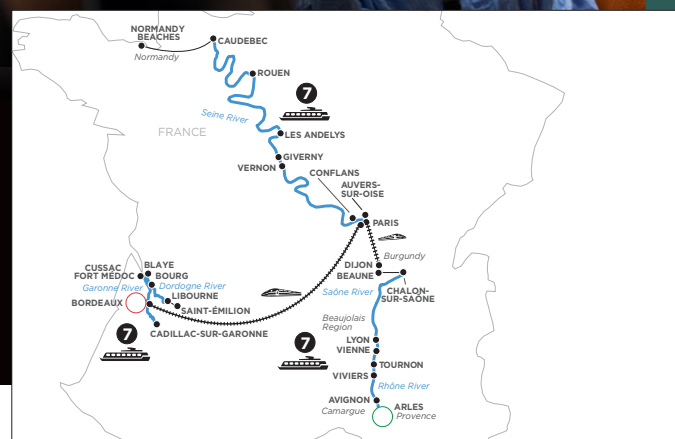 NORMANDY
BEACHES
Normandy
CAUDEBEC
ROUEN
7
Seine River
FRANCE
LES ANDELYS
GIVERNY
VERNON
CONFLANS
AUVERS-
SUR-OISE
PARIS
Burgundy
DIJON
BEAUNE
CUSSAC
FORT MÉDOC
BLAYE
BOURG
Garonne River
Dordogne River
LIBOURNE
BORDEAUX
SAINT-ÉMILION
CADILLAC-SUR-GARONNE
7
Saône River
CHALON-
SUR-SAÔNE
Beaujolais
Region
7
LYON
VIENNE
TOURNON
VIVIERS
Rhône River
AVIGNON
Camargue
ARLES
Provence